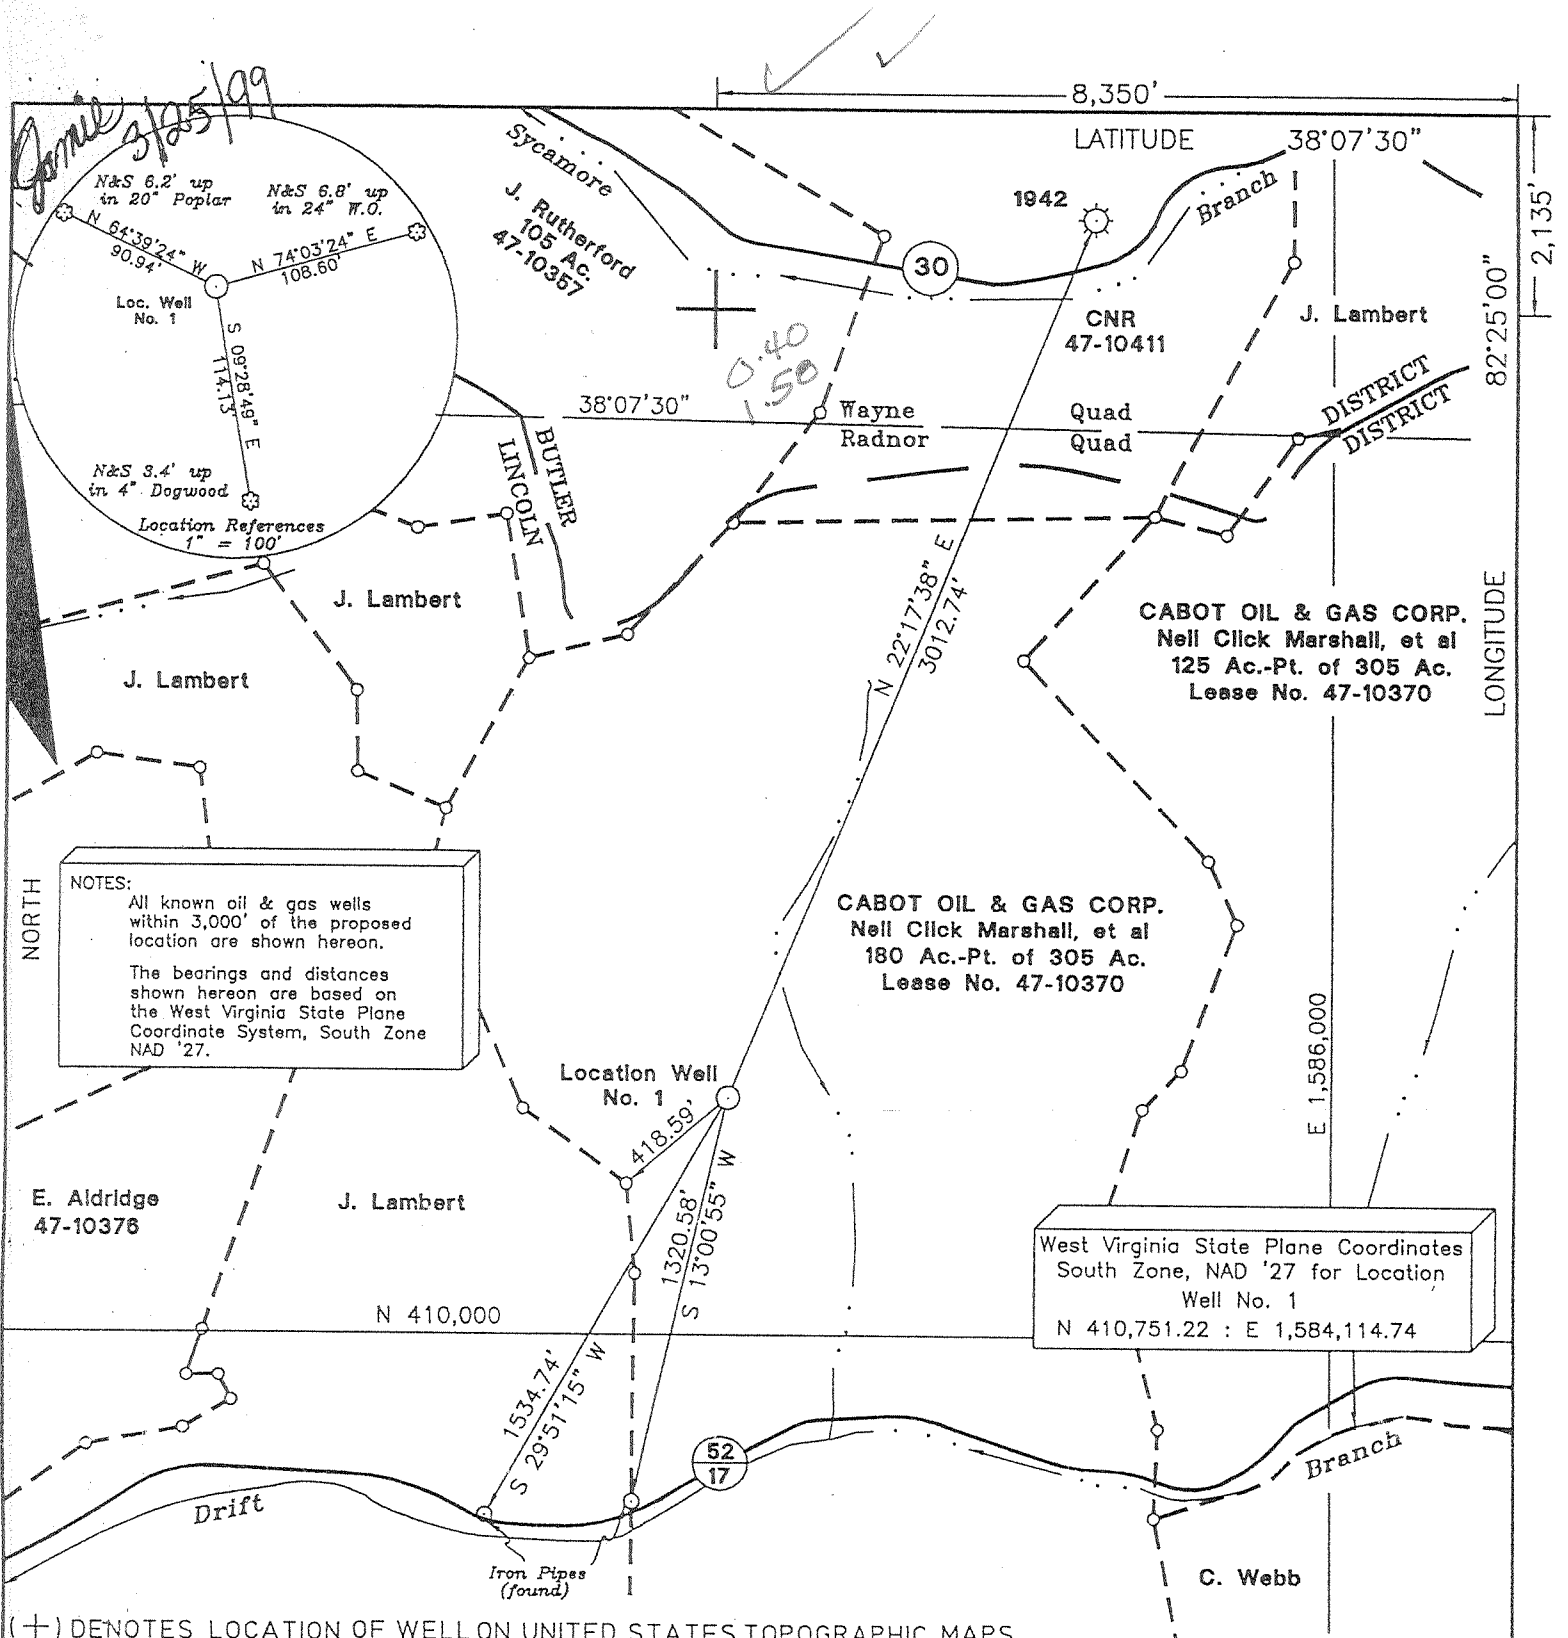 Jamie 3/25/99
8,350'
LATITUDE 38°07'30"
2,135'
82°25'00"
LONGITUDE
N&S 6.2' up
in 20" Poplar
N&S 6.8' up
in 24" W.O.
N 64°39'24" W
90.94'
N 74°03'24" E
108.60'
Loc. Well
No. 1
S 09°28'49" E
114.13'
N&S 3.4' up
in 4" Dogwood
Location References
1" = 100'
Sycamore
Branch
J. Rutherford
105 Ac.
47-10357
1942
30
CNR
47-10411
J. Lambert
0.40
1.58
38°07'30"
Wayne Quad
Radnor Quad
DISTRICT
DISTRICT
BUTLER
LINCOLN
J. Lambert
J. Lambert
N 22°17'38" E
3012.74'
CABOT OIL & GAS CORP.
Nell Click Marshall, et al
125 Ac.-Pt. of 305 Ac.
Lease No. 47-10370
NORTH
NOTES:
All known oil & gas wells
within 3,000' of the proposed
location are shown hereon.
The bearings and distances
shown hereon are based on
the West Virginia State Plane
Coordinate System, South Zone
NAD '27.
CABOT OIL & GAS CORP.
Nell Click Marshall, et al
180 Ac.-Pt. of 305 Ac.
Lease No. 47-10370
E 1,586,000
Location Well
No. 1
418.59'
1320.58'
S 13°00'55" W
E. Aldridge
47-10376
J. Lambert
West Virginia State Plane Coordinates
South Zone, NAD '27 for Location
Well No. 1
N 410,751.22 : E 1,584,114.74
N 410,000
1534.74'
S 29°51'15" W
52
17
Drift
Branch
Iron Pipes
(found)
C. Webb
(+) DENOTES LOCATION OF WELL ON UNITED STATES TOPOGRAPHIC MAPS